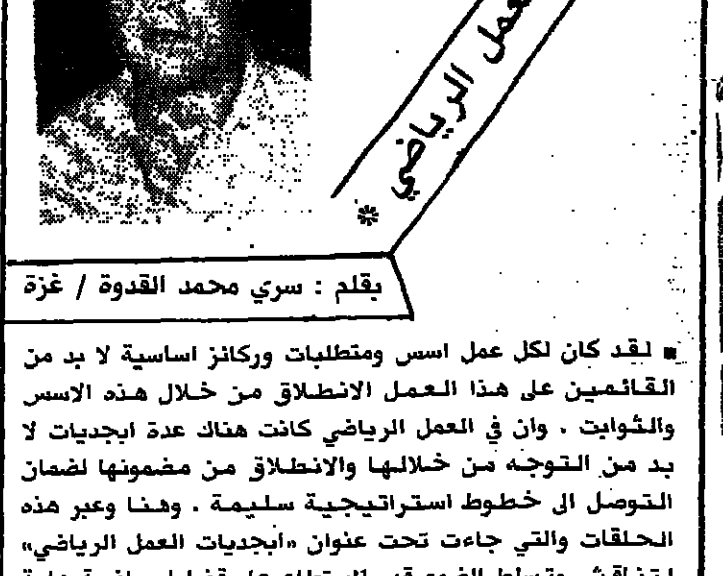 العمل الرياضي *
بقلم : سري محمد القدوة / غزة
لقد كان لكل عمل اسس ومتطلبات وركائز اساسية لا بد من
القائمين على هذا العمل الانطلاق من خلال هذه الاسس
والثوابت . وان في العمل الرياضي كانت هناك عدة ابجديات لا
بد من التوجه من خلالها والانطلاق من مضمونها لضمان
التوصل الى خطوط استراتيجية سليمة . وهنا وعبر هذه
الحلقات والتي جاءت تحت عنوان «أبجديات العمل الرياضي»